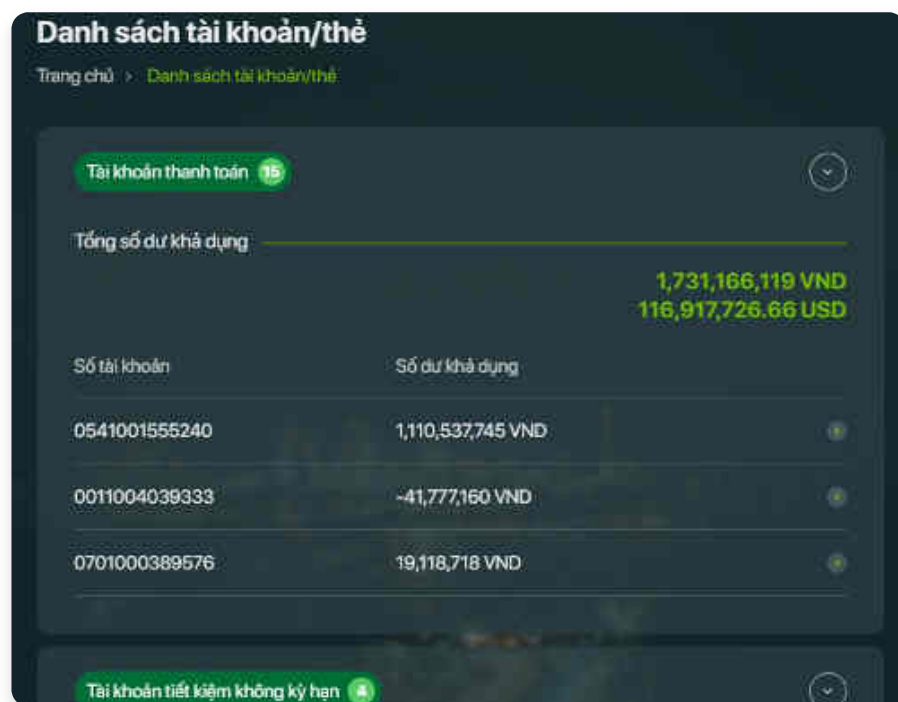 Danh sách tài khoản/thẻ
Trang chủ > Danh sách tài khoản/thẻ
Tài khoản thanh toán 15
Tổng số dư khả dụng
1,731,166,119 VND
116,917,726.66 USD
Số tài khoản Số dư khả dụng
0541001555240 1,110,537,745 VND
0011004039333 -41,777,160 VND
0701000389576 19,118,718 VND
Tài khoản tiết kiệm không kỳ hạn 4